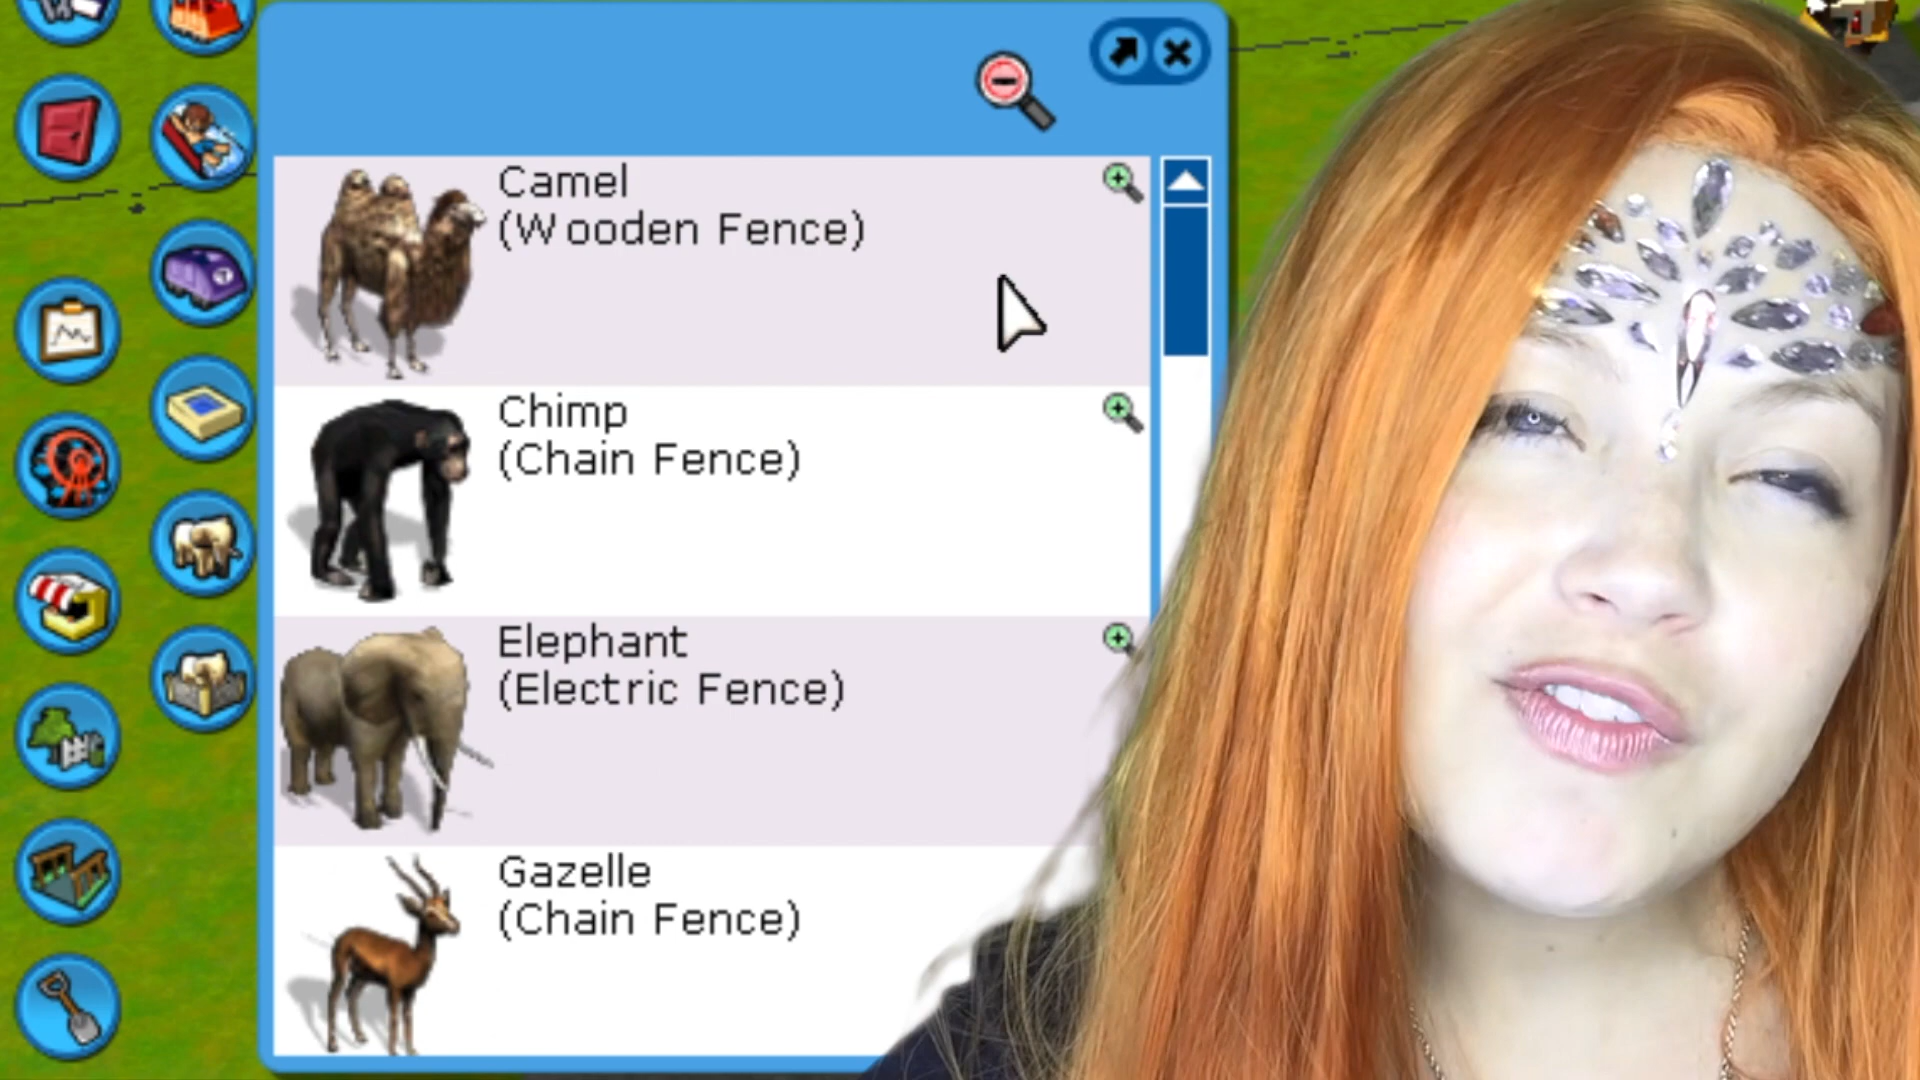 Camel
(Wooden Fence)
Chimp
(Chain Fence)
Elephant
(Electric Fence)
Gazelle
(Chain Fence)